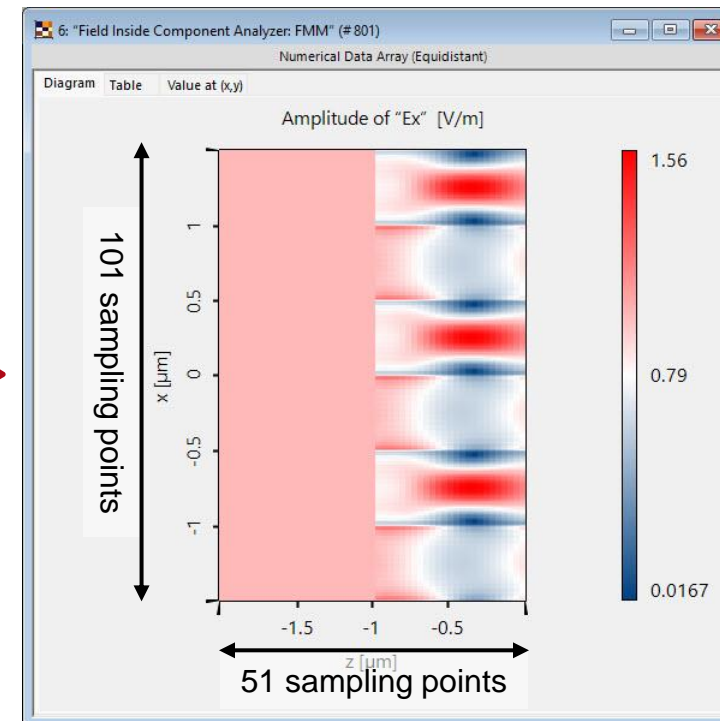 6: "Field Inside Component Analyzer: FMM" (#801)
Numerical Data Array (Equidistant)
Diagram Table Value at (x,y)
Amplitude of "Ex" [V/m]
101 sampling points
x [µm]
1
0.5
0
-0.5
-1
-1.5
-1
-0.5
z [µm]
51 sampling points
1.56
0.79
0.0167